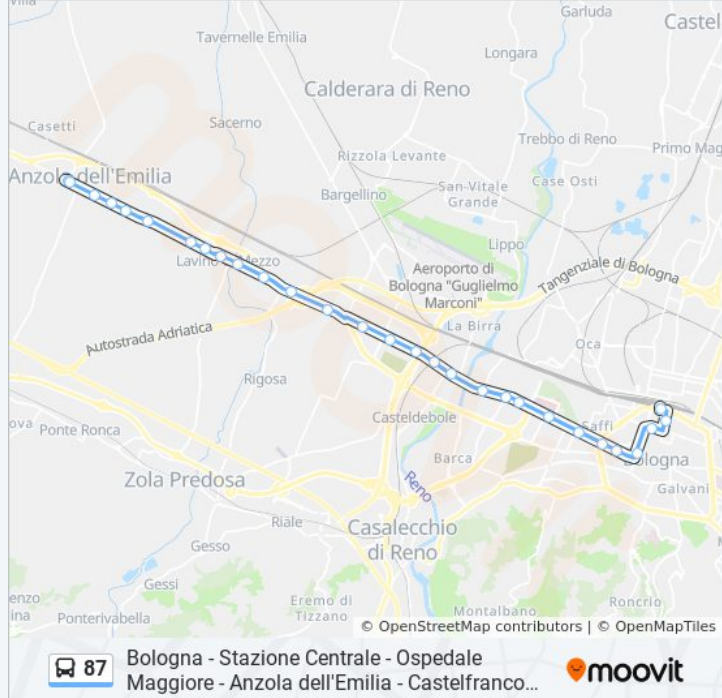 Villa
Garluda
Castel
Tavernelle Emilia
Longara
Calderara di Reno
Casetti
Sacerno
Trebbo di Reno
Primo Mag
Rizzola Levante
Anzola dell'Emilia
San-Vitale
Grande
Case Osti
Bargellino
Lippo
Lavino di Mezzo
Aeroporto di
Bologna "Guglielmo
Marconi"
Tangenziale di Bologna
La Birra
Autostrada Adriatica
Oca
Rigosa
Casteldebole
Saffi
ova
Ponte Ronca
Barca
Bologna
Zola Predosa
Reno
Galvani
Riale
Casalecchio
di Reno
Gesso
Gessi
enzo
ina
Ponterivabella
Eremo di
Tizzano
Montalbano
Roncrio
© OpenStreetMap contributors | © OpenMapTiles
87
Bologna - Stazione Centrale - Ospedale
Maggiore - Anzola dell'Emilia - Castelfranco...
moovit